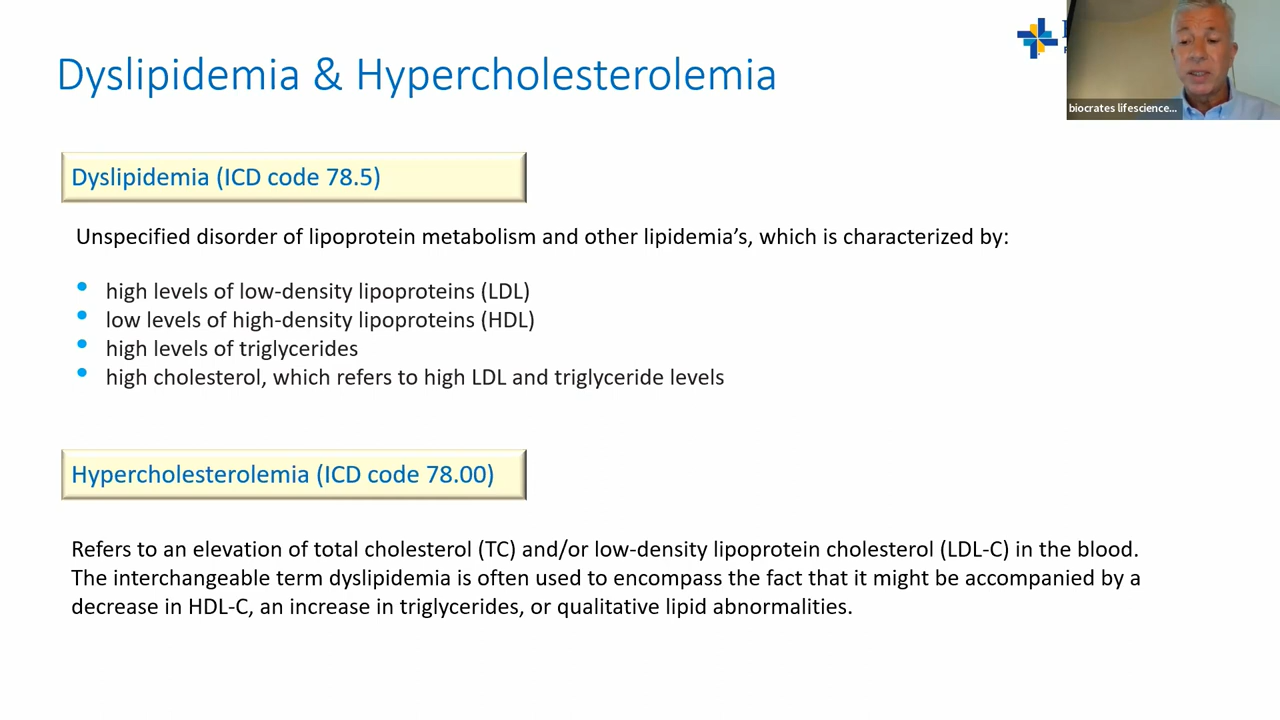 Dyslipidemia & Hypercholesterolemia
biocrates lifescience...
Dyslipidemia (ICD code 78.5)
Unspecified disorder of lipoprotein metabolism and other lipidemia’s, which is characterized by:
• high levels of low-density lipoproteins (LDL)
• low levels of high-density lipoproteins (HDL)
• high levels of triglycerides
• high cholesterol, which refers to high LDL and triglyceride levels
Hypercholesterolemia (ICD code 78.00)
Refers to an elevation of total cholesterol (TC) and/or low-density lipoprotein cholesterol (LDL-C) in the blood.
The interchangeable term dyslipidemia is often used to encompass the fact that it might be accompanied by a
decrease in HDL-C, an increase in triglycerides, or qualitative lipid abnormalities.